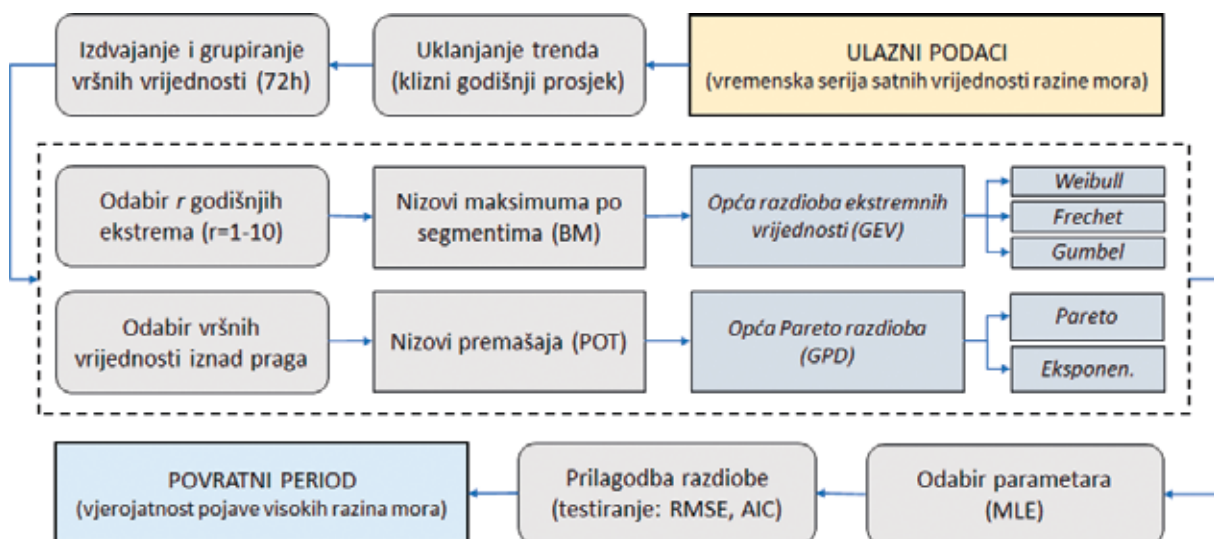 Izdvajanje i grupiranje
vršnih vrijednosti (72h)
Uklanjanje trenda
(klizni godišnji prosjek)
ULAZNI PODACI
(vremenska serija satnih vrijednosti razine mora)
Odabir r godišnjih
ekstrema (r=1-10)
Nizovi maksimuma po
segmentima (BM)
Opća razdioba ekstremnih
vrijednosti (GEV)
Weibull
Frechet
Gumbel
Odabir vršnih
vrijednosti iznad praga
Nizovi premašaja (POT)
Opća Pareto razdioba
(GPD)
Pareto
Eksponen.
POVRATNI PERIOD
(vjerojatnost pojave visokih razina mora)
Prilagodba razdiobe
(testiranje: RMSE, AIC)
Odabir parametara
(MLE)